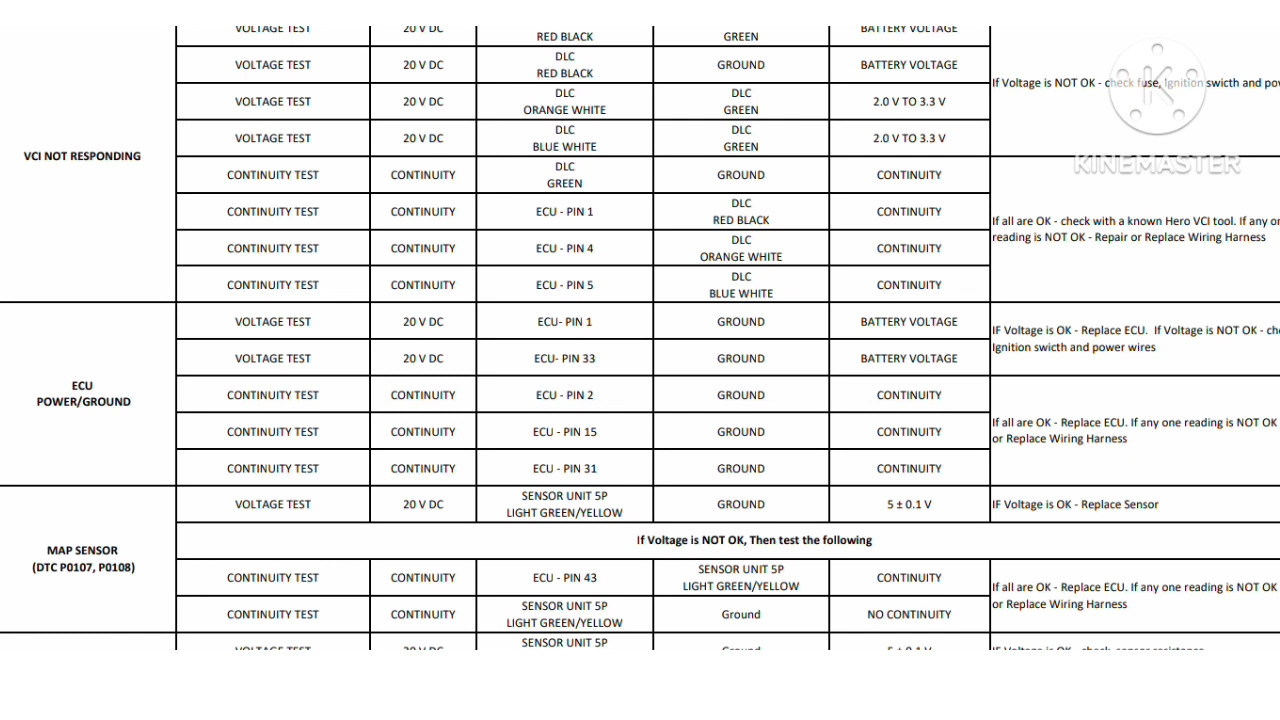 VOLTAGE TEST 20 V DC RED BLACK GREEN BATTERY VOLTAGE
VOLTAGE TEST 20 V DC DLC RED BLACK GROUND BATTERY VOLTAGE
If Voltage is NOT OK - check fuse, Ignition swicth and
VOLTAGE TEST 20 V DC DLC ORANGE WHITE DLC GREEN 2.0 V TO 3.3 V
VOLTAGE TEST 20 V DC DLC BLUE WHITE DLC GREEN 2.0 V TO 3.3 V
VCI NOT RESPONDING
KINEMASTER
CONTINUITY TEST CONTINUITY DLC GREEN GROUND CONTINUITY
CONTINUITY TEST CONTINUITY ECU - PIN 1 DLC RED BLACK CONTINUITY
If all are OK - check with a known Hero VCI tool. If any
reading is NOT OK - Repair or Replace Wiring Harness
CONTINUITY TEST CONTINUITY ECU - PIN 4 DLC ORANGE WHITE CONTINUITY
CONTINUITY TEST CONTINUITY ECU - PIN 5 DLC BLUE WHITE CONTINUITY
VOLTAGE TEST 20 V DC ECU- PIN 1 GROUND BATTERY VOLTAGE
IF Voltage is OK - Replace ECU. If Voltage is NOT OK -
Ignition swicth and power wires
VOLTAGE TEST 20 V DC ECU- PIN 33 GROUND BATTERY VOLTAGE
ECU
POWER/GROUND
CONTINUITY TEST CONTINUITY ECU - PIN 2 GROUND CONTINUITY
CONTINUITY TEST CONTINUITY ECU - PIN 15 GROUND CONTINUITY
If all are OK - Replace ECU. If any one reading is NOT OK
or Replace Wiring Harness
CONTINUITY TEST CONTINUITY ECU - PIN 31 GROUND CONTINUITY
MAP SENSOR
(DTC P0107, P0108)
VOLTAGE TEST 20 V DC SENSOR UNIT 5P LIGHT GREEN/YELLOW GROUND 5 ± 0.1 V IF Voltage is OK - Replace Sensor
If Voltage is NOT OK, Then test the following
CONTINUITY TEST CONTINUITY ECU - PIN 43 SENSOR UNIT 5P LIGHT GREEN/YELLOW CONTINUITY
If all are OK - Replace ECU. If any one reading is NOT OK
or Replace Wiring Harness
CONTINUITY TEST CONTINUITY SENSOR UNIT 5P LIGHT GREEN/YELLOW Ground NO CONTINUITY
SENSOR UNIT 5P